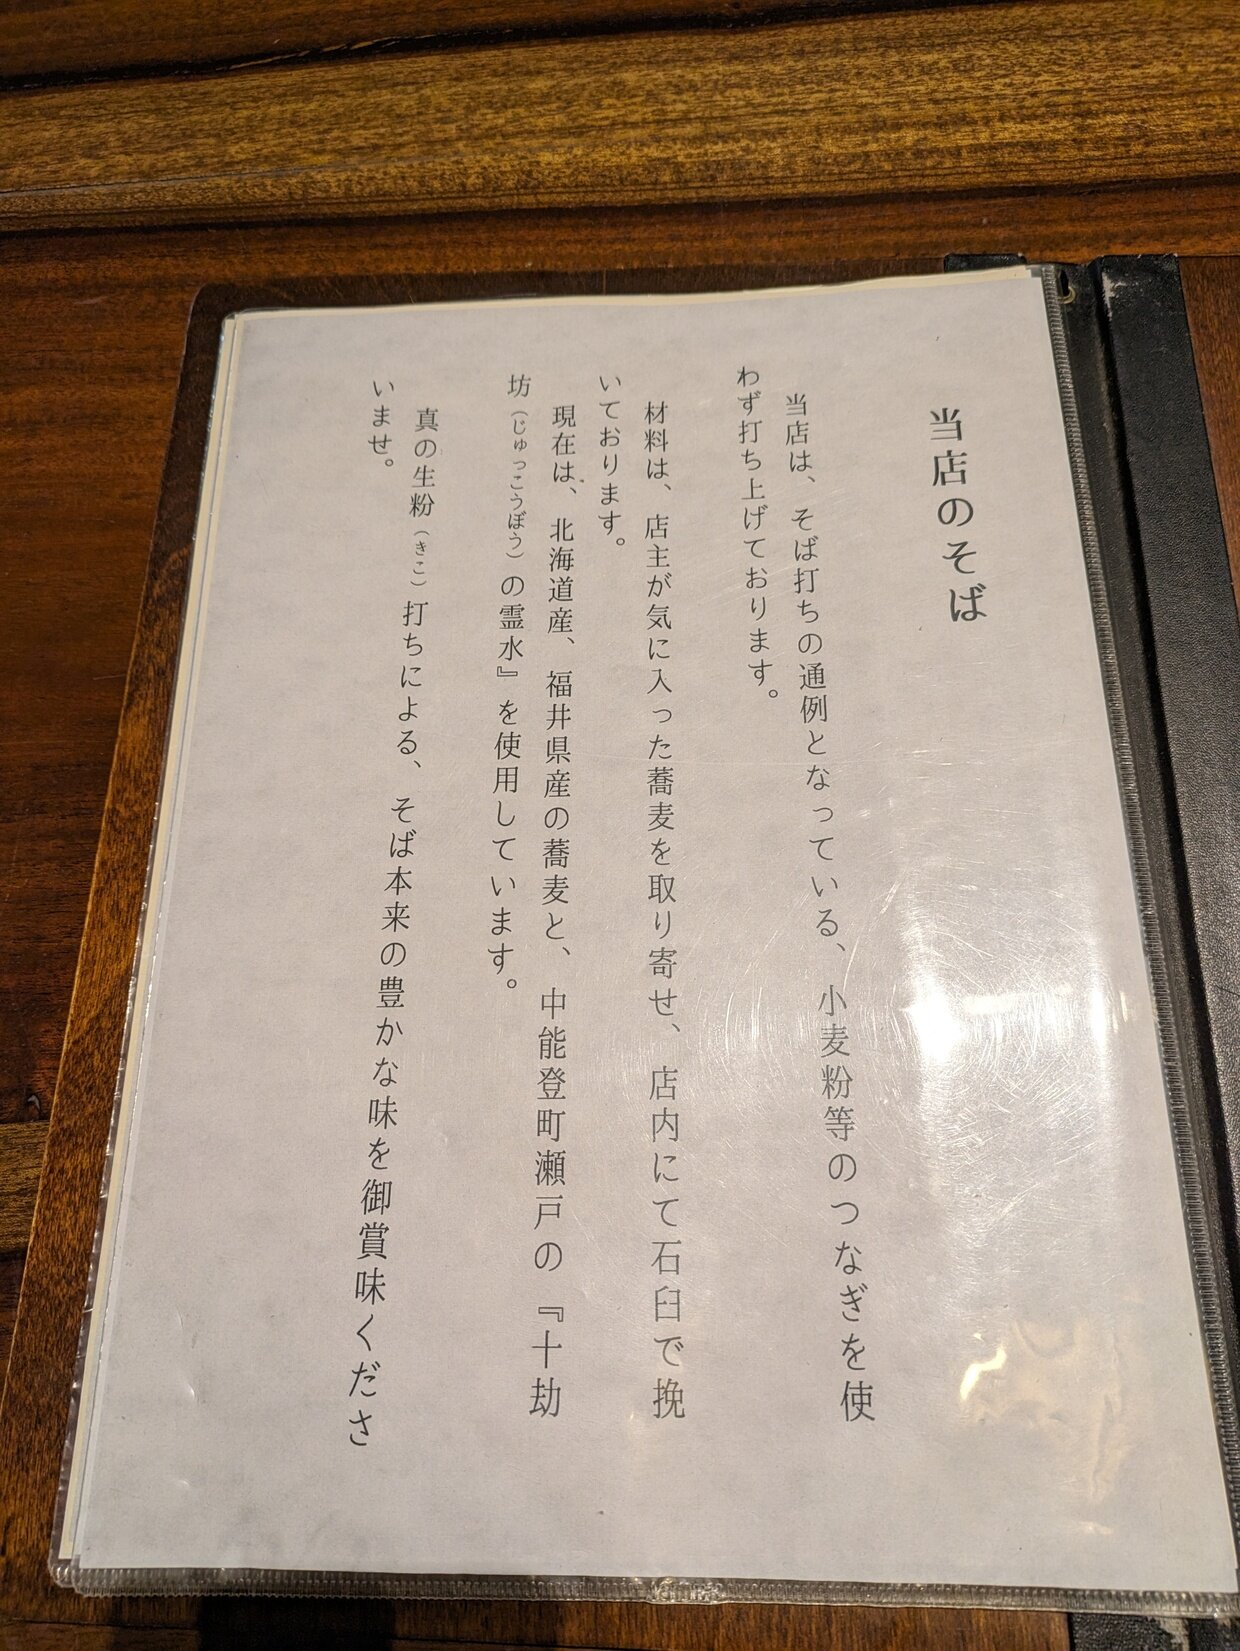 当店のそば
当店は、そば打ちの通例となっている、小麦粉等のつなぎを使
わず打ち上げております。
材料は、店主が気に入った蕎麦を取り寄せ、店内にて石臼で挽
いております。
現在は、北海道産、福井県産の蕎麦と、中能登町瀬戸の『十劫
坊（じゅっこうぼう）の霊水』を使用しています。
真の生粉（きこ）打ちによる、そば本来の豊かな味を御賞味くださ
いませ。